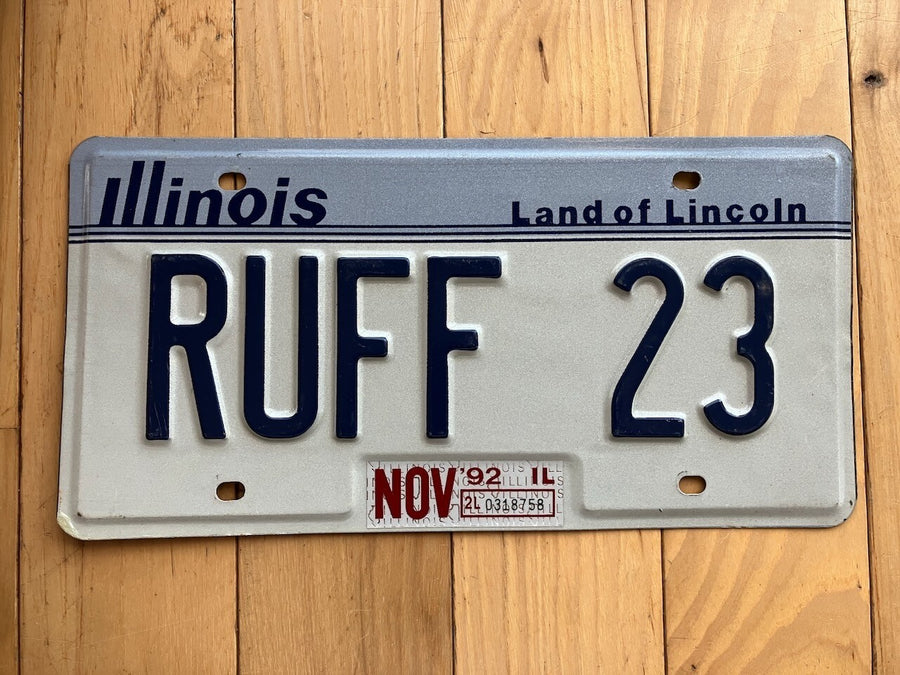 Illinois Land of Lincoln
RUFF 23
NOV '92 IL
2L 0318758